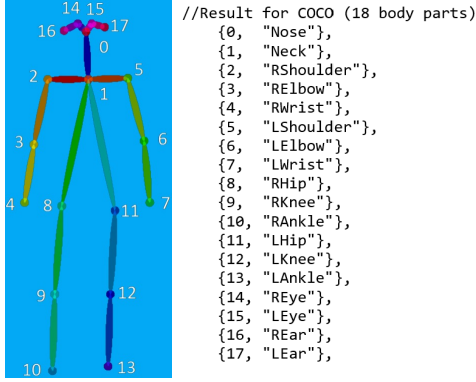 14 15
16 17
0
2 5
1
3 6
4 7
8 11
9 12
10 13
//Result for COCO (18 body parts)
{0, "Nose"},
{1, "Neck"},
{2, "RShoulder"},
{3, "RElbow"},
{4, "RWrist"},
{5, "LShoulder"},
{6, "LElbow"},
{7, "LWrist"},
{8, "RHip"},
{9, "RKnee"},
{10, "RAnkle"},
{11, "LHip"},
{12, "LKnee"},
{13, "LAnkle"},
{14, "REye"},
{15, "LEye"},
{16, "REar"},
{17, "LEar"},